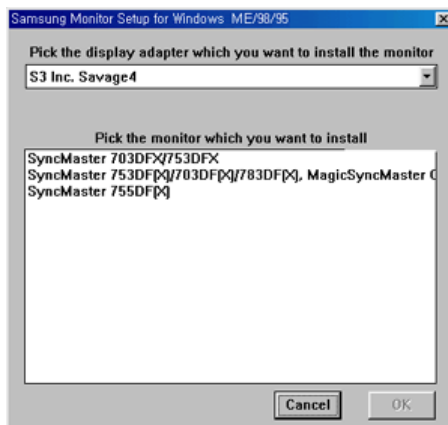 Samsung Monitor Setup for Windows ME/98/95
Pick the display adapter which you want to install the monitor
S3 Inc. Savage4
Pick the monitor which you want to install
SyncMaster 703DFX/753DFX
SyncMaster 753DF(X)/703DF(X)/783DF(X), MagicSyncMaster C
SyncMaster 755DF(X)
Cancel OK